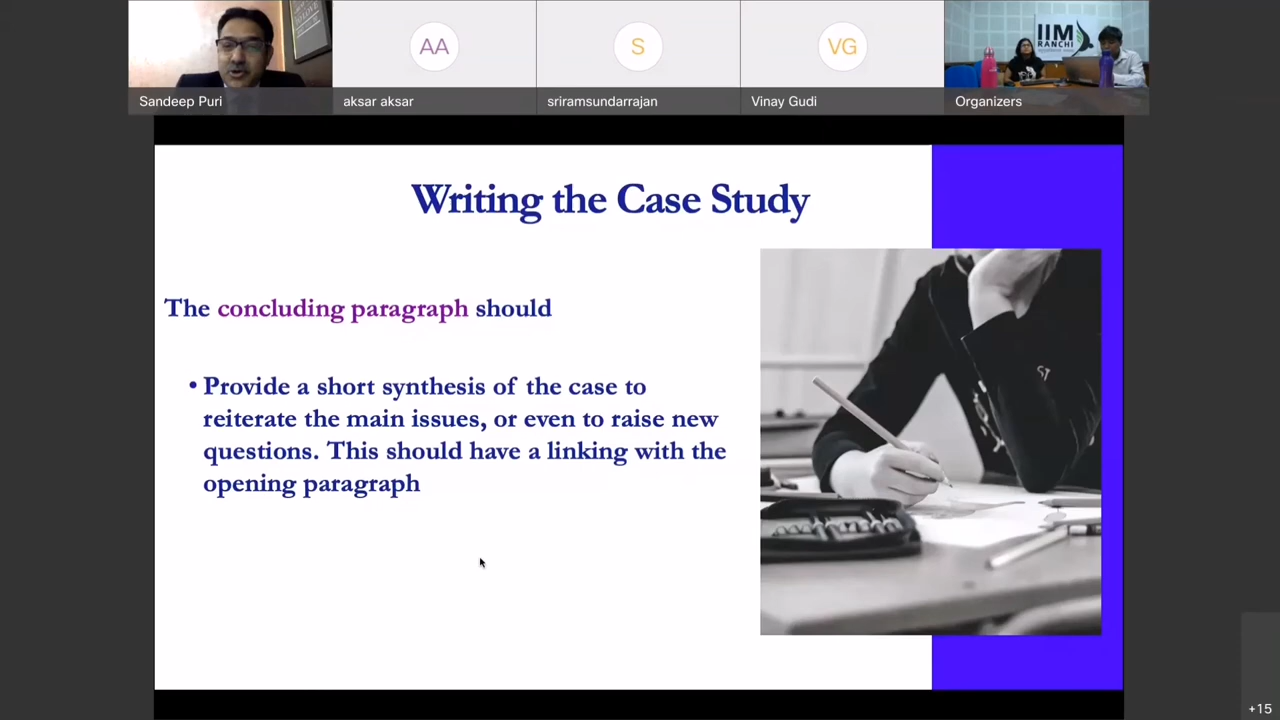 AA
S
VG
IIM
RANCHI
Sandeep Puri
aksar aksar
sriramsundarrajan
Vinay Gudi
Organizers
Writing the Case Study
The concluding paragraph should
• Provide a short synthesis of the case to
reiterate the main issues, or even to raise new
questions. This should have a linking with the
opening paragraph
+15